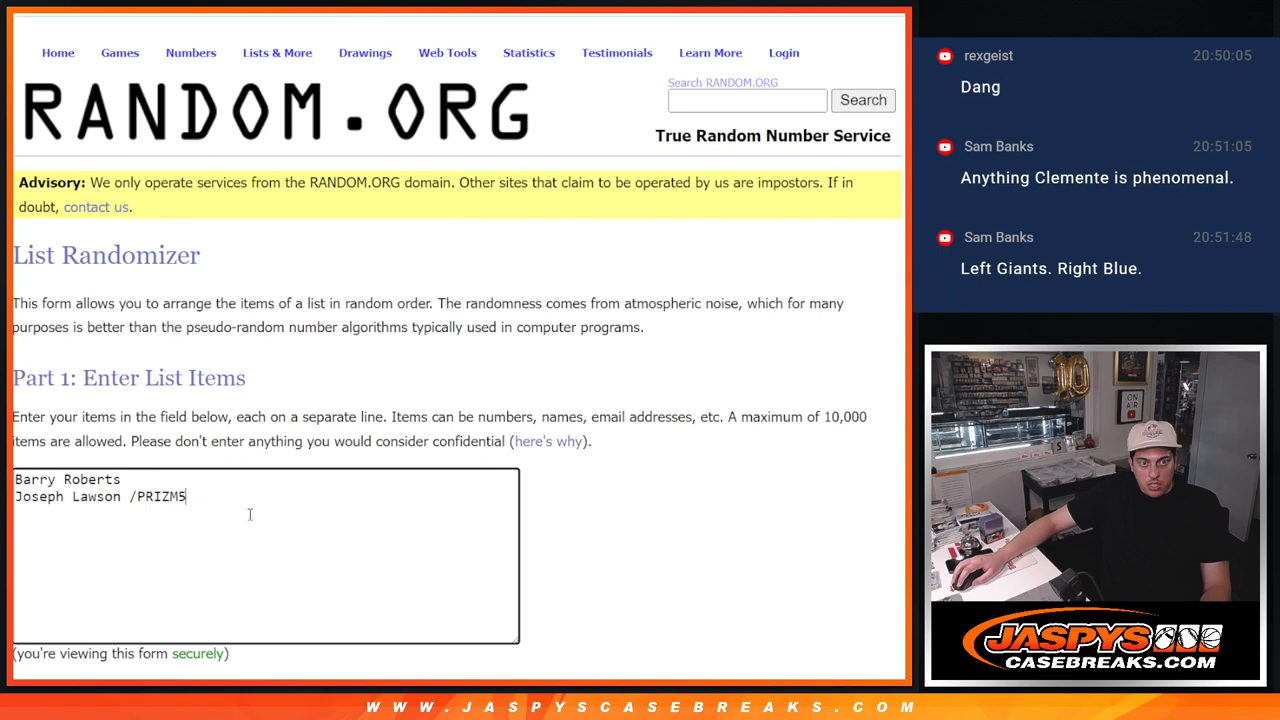 Home Games Numbers Lists & More Drawings Web Tools Statistics Testimonials Learn More Login
RANDOM.ORG
Search RANDOM.ORG
Search
True Random Number Service
Advisory: We only operate services from the RANDOM.ORG domain. Other sites that claim to be operated by us are impostors. If in
doubt, contact us.
List Randomizer
This form allows you to arrange the items of a list in random order. The randomness comes from atmospheric noise, which for many
purposes is better than the pseudo-random number algorithms typically used in computer programs.
Part 1: Enter List Items
Enter your items in the field below, each on a separate line. Items can be numbers, names, email addresses, etc. A maximum of 10,000
items are allowed. Please don't enter anything you would consider confidential (here's why).
Barry Roberts
Joseph Lawson /PRIZM5
(you're viewing this form securely)
rexgeist 20:50:05
Dang
Sam Banks 20:51:05
Anything Clemente is phenomenal.
Sam Banks 20:51:48
Left Giants. Right Blue.
10
ON AIR
JASPYS
CASEBREAKS.COM
WWW.JASPYSCASEBREAKS.COM